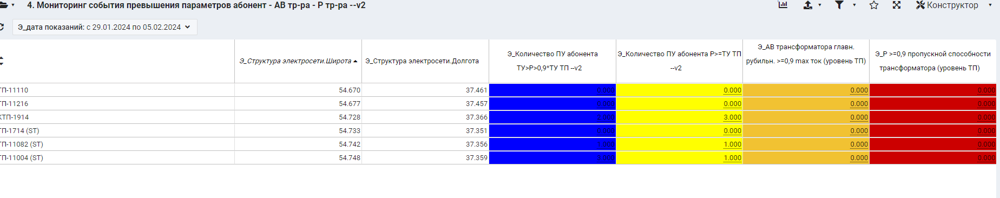 4. Мониторинг события превышения параметров абонент - АВ тр-ра - Р тр-ра --v2
Конструктор
Э_дата показаний: с 29.01.2024 по 05.02.2024
Э_Структура электросети.Широта
Э_Структура электросети.Долгота
Э_Количество ПУ абонента
ТУ>P>0,9*ТУ ТП --v2
Э_Количество ПУ абонента P>=ТУ ТП
--v2
Э_АВ трансформатора главн.
рубильн. >=0,9 max ток (уровень ТП)
Э_P >=0,9 пропускной способности
трансформатора (уровень ТП)
ТП-11110 54.670 37.461 0.000 0.000 0.000 0.000
ТП-11216 54.677 37.457 0.000 0.000 0.000 0.000
КТП-1914 54.728 37.366 2.000 3.000 0.000 0.000
ТП-1714 (ST) 54.733 37.351 0.000 0.000 0.000 0.000
ТП-11082 (ST) 54.742 37.356 1.000 1.000 0.000 0.000
ТП-11004 (ST) 54.748 37.359 3.000 1.000 0.000 0.000